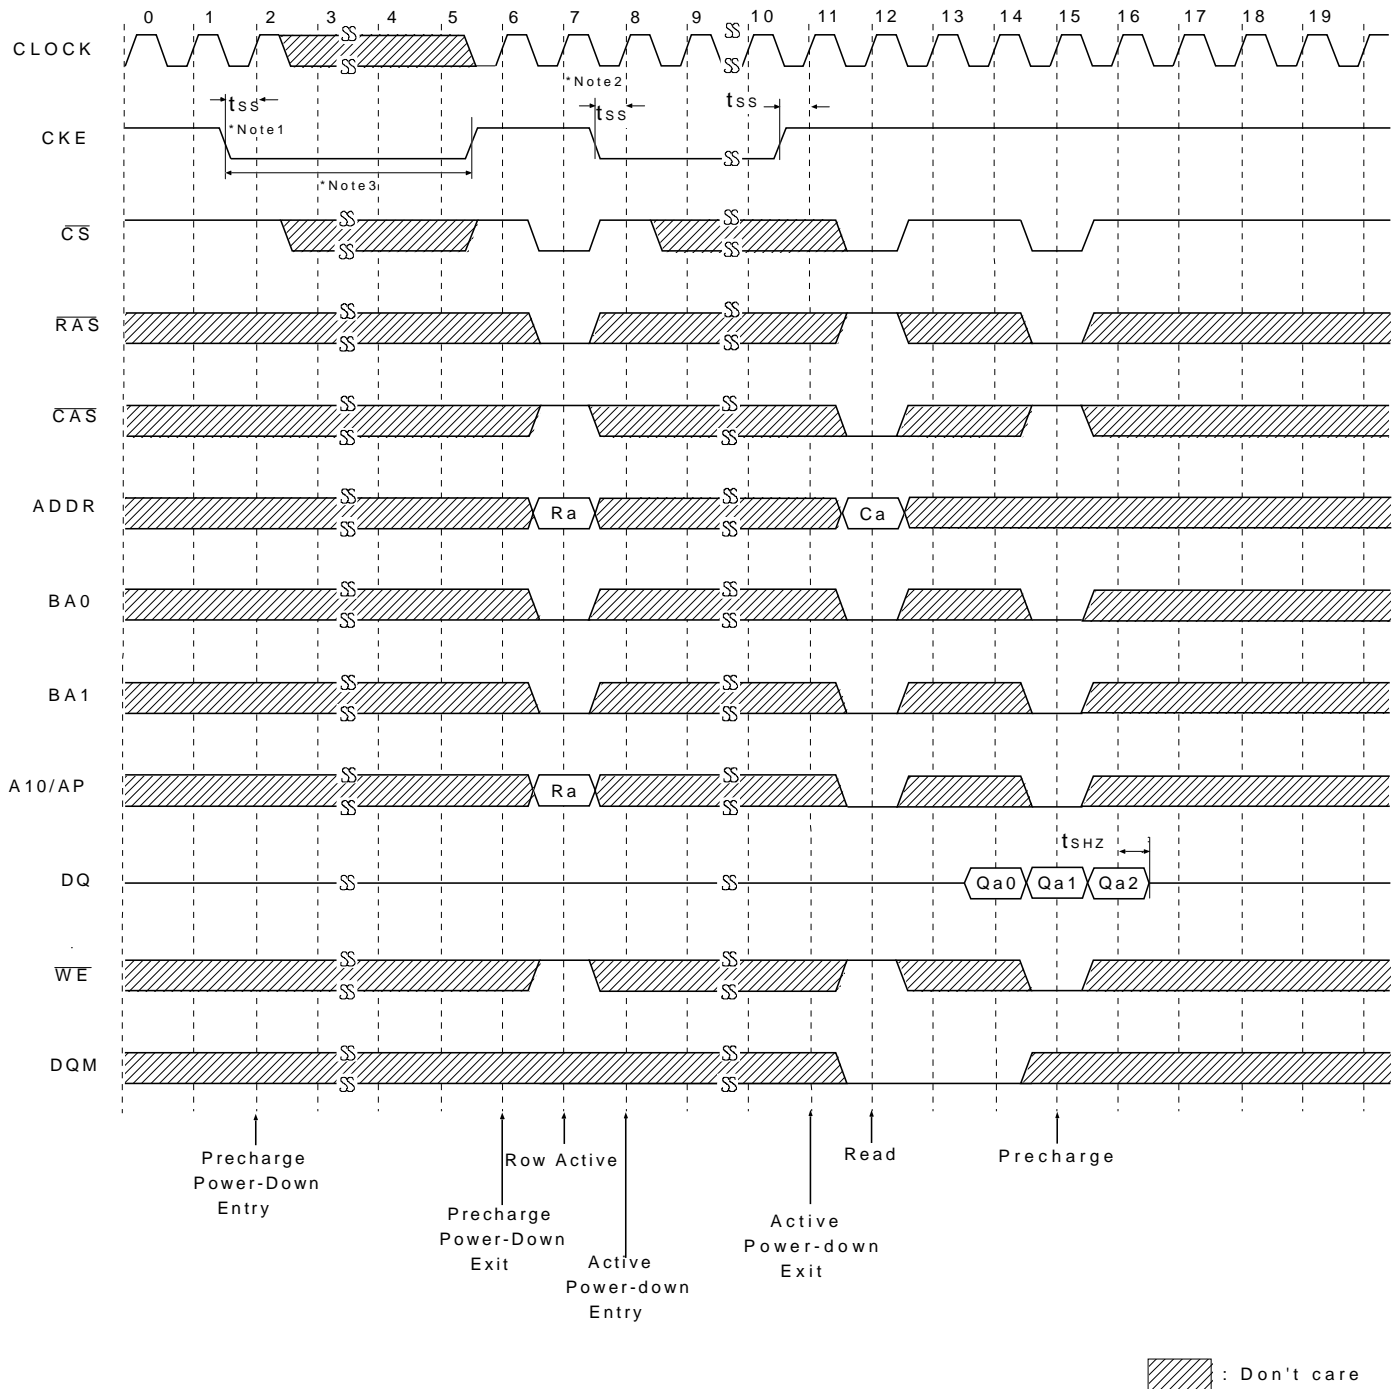 0 1 2 3 4 5 6 7 8 9 10 11 12 13 14 15 16 17 18 19
CLOCK
*Note2
tSS tSS tSS
*Note1
CKE
*Note3
CS
RAS
CAS
ADDR Ra Ca
BA0
BA1
A10/AP Ra
tSHZ
DQ Qa0 Qa1 Qa2
WE
DQM
Precharge
Power-Down
Entry
Precharge
Power-Down
Exit
Row Active
Active
Power-down
Entry
Active
Power-down
Exit
Read
Precharge
: Don't care